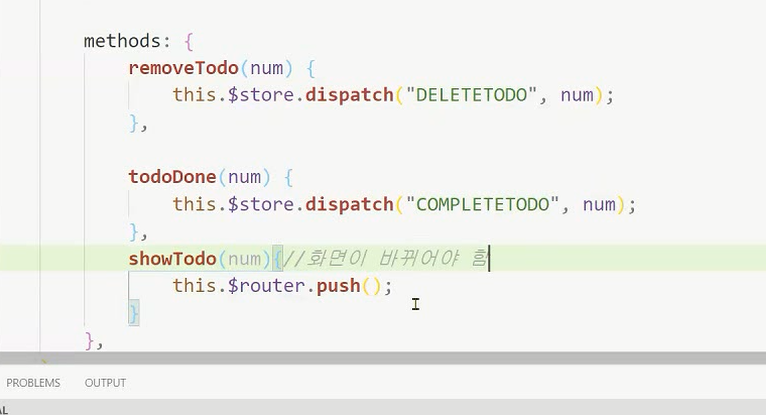 methods: {
removeTodo(num) {
this.$store.dispatch("DELETETODO", num);
},
todoDone(num) {
this.$store.dispatch("COMPLETETODO", num);
},
showTodo(num){//화면이 바뀌어야 함
this.$router.push();
}
},
PROBLEMS OUTPUT
AL